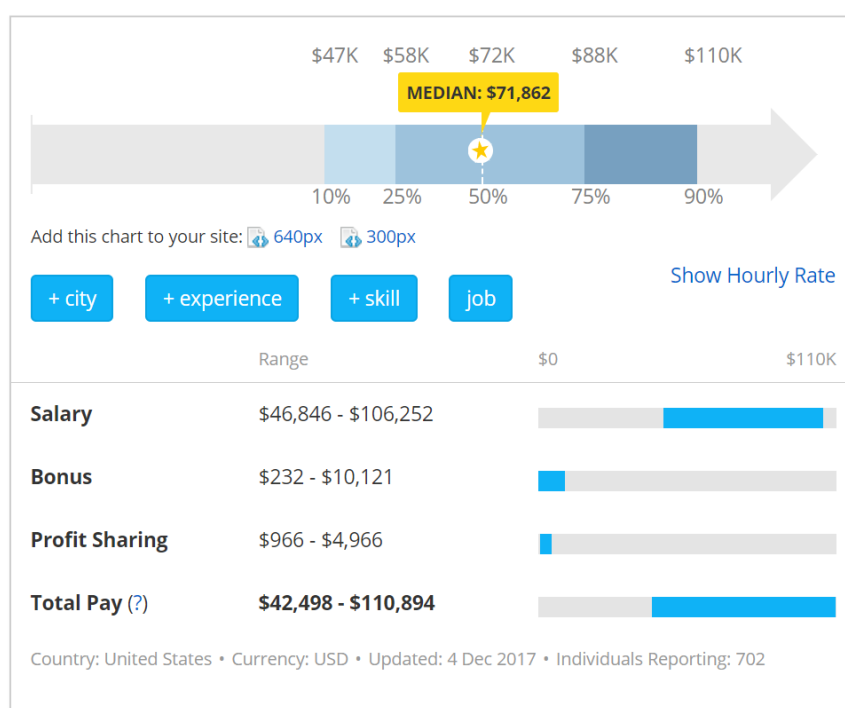 $47K $58K $72K $88K $110K
MEDIAN: $71,862
10% 25% 50% 75% 90%
Add this chart to your site: 640px 300px
Show Hourly Rate
+ city + experience + skill job
Range $0 $110K
Salary $46,846 - $106,252
Bonus $232 - $10,121
Profit Sharing $966 - $4,966
Total Pay (?) $42,498 - $110,894
Country: United States • Currency: USD • Updated: 4 Dec 2017 • Individuals Reporting: 702